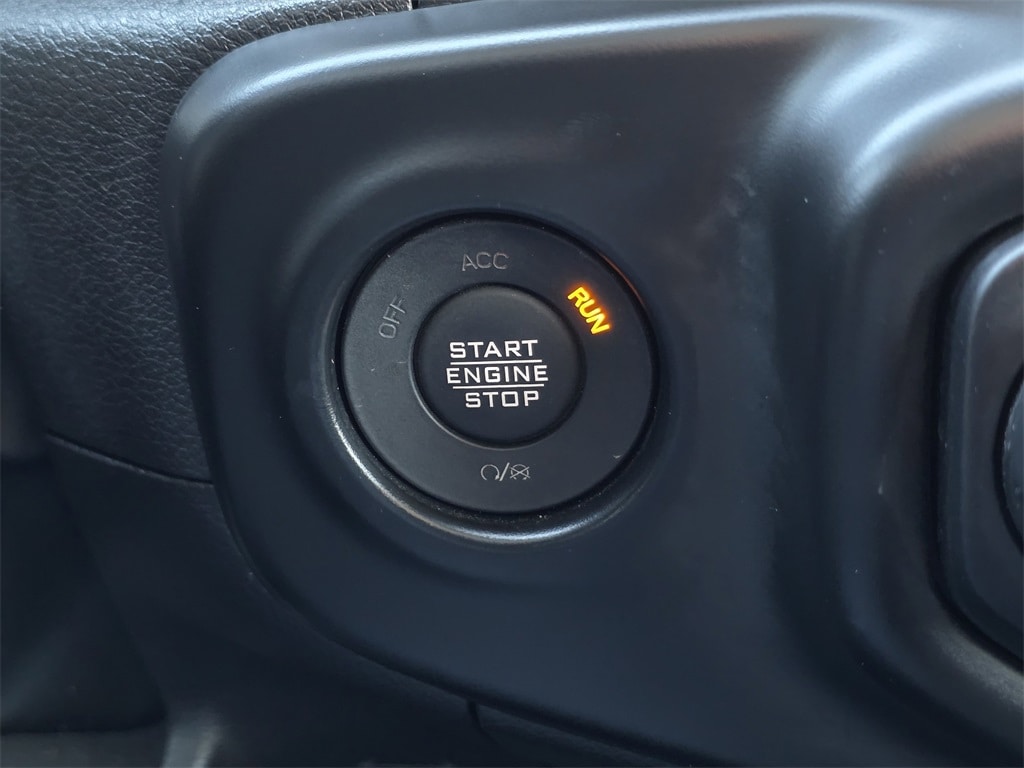 ACC
OFF
RUN
START
ENGINE
STOP